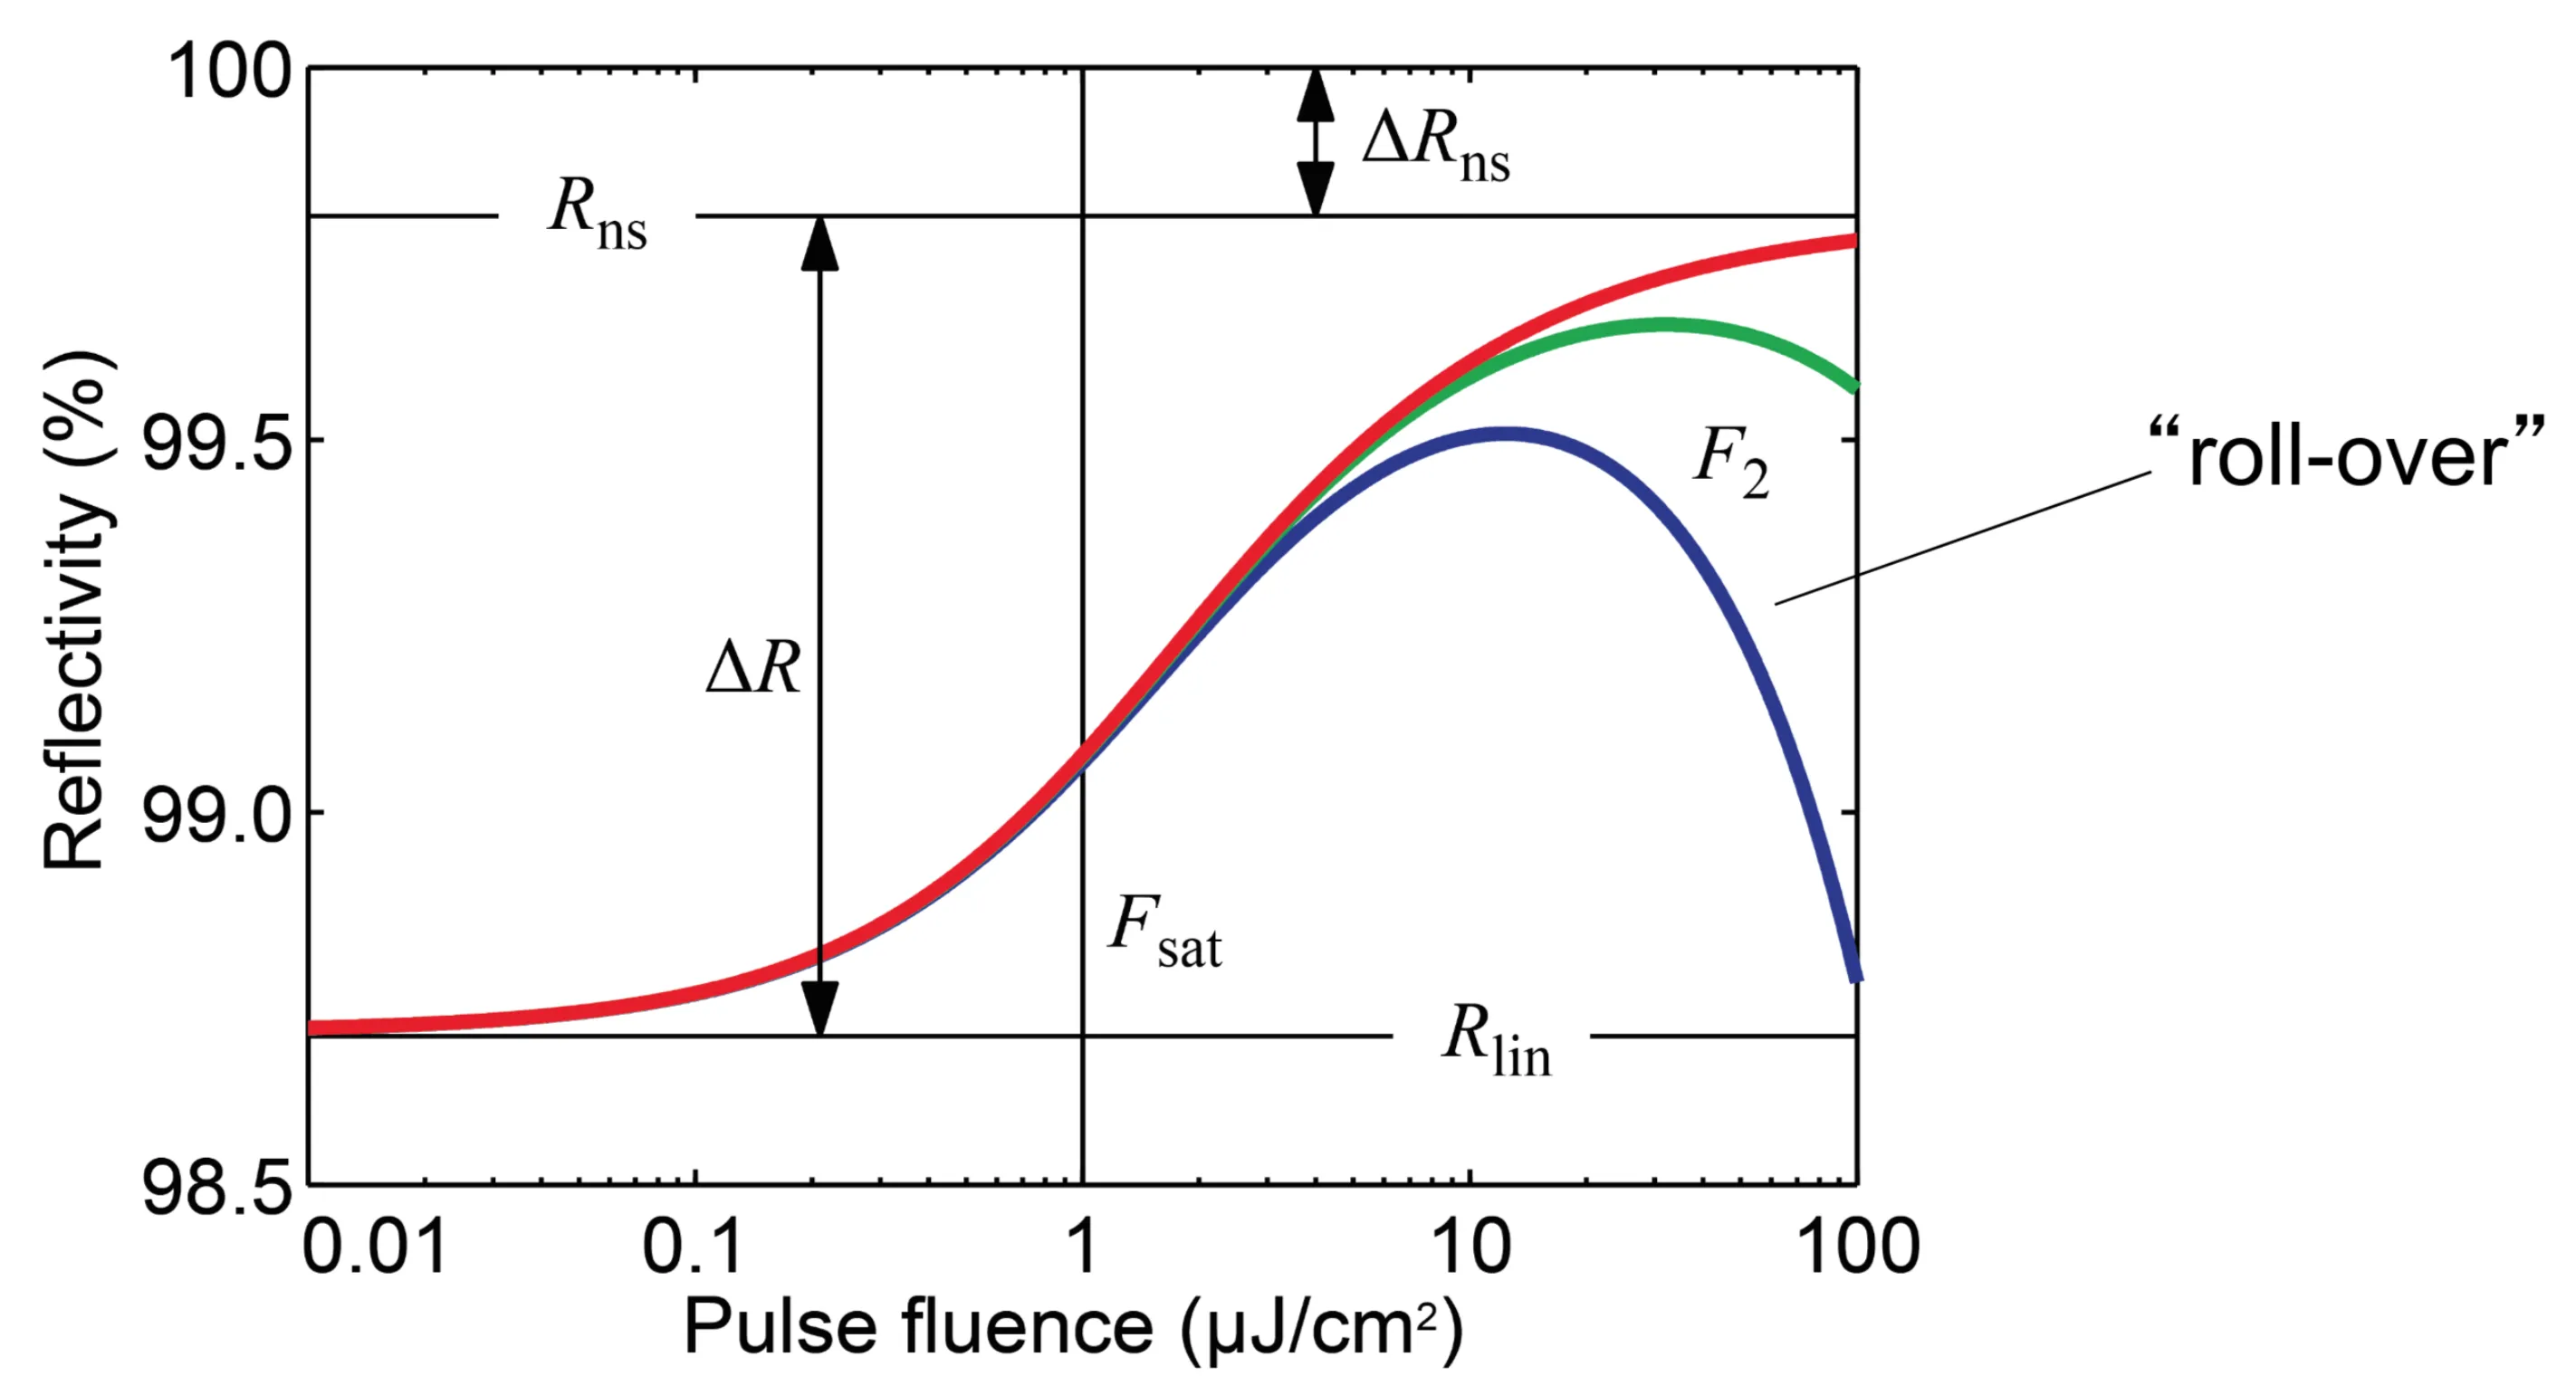 100
ΔRns
Rns
Reflectivity (%)
99.5
F2
“roll-over”
ΔR
99.0
Fsat
Rlin
98.5
0.01 0.1 1 10 100
Pulse fluence (µJ/cm²)